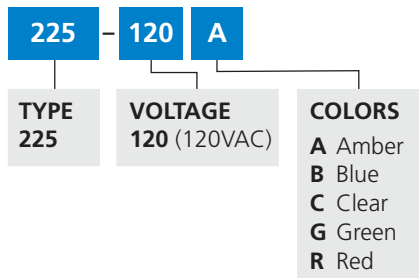 225 – 120 A
TYPE
225
VOLTAGE
120 (120VAC)
COLORS
A Amber
B Blue
C Clear
G Green
R Red